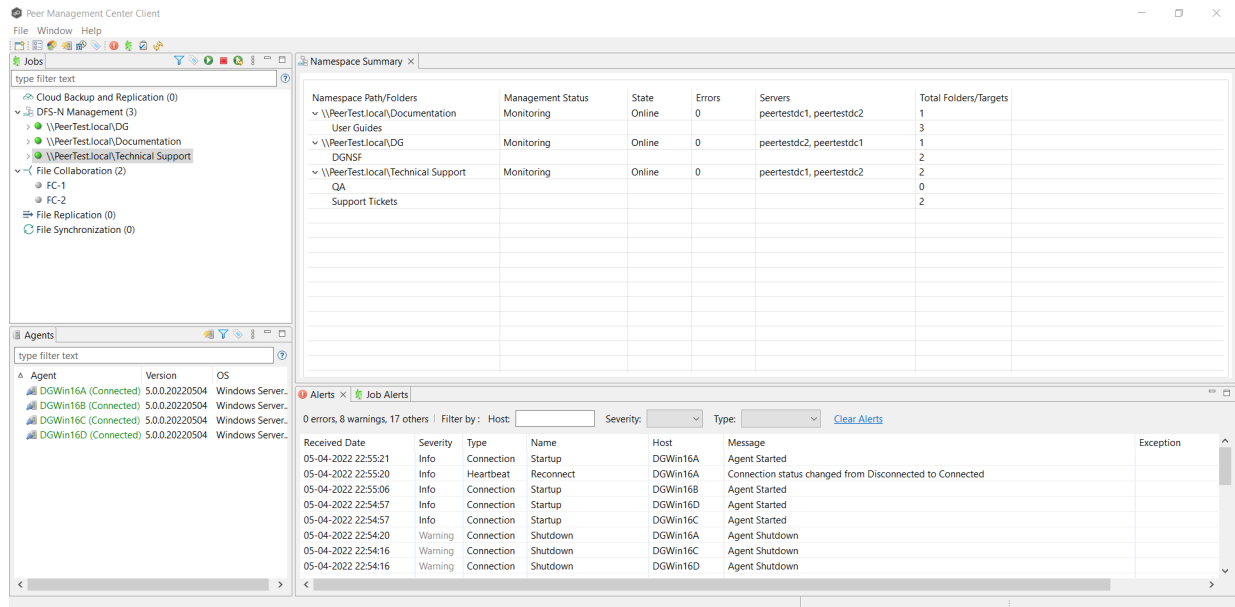 Peer Management Center Client
File Window Help
Jobs
type filter text
Cloud Backup and Replication (0)
DFS-N Management (3)
\\PeerTest.local\DG
\\PeerTest.local\Documentation
\\PeerTest.local\Technical Support
File Collaboration (2)
FC-1
FC-2
File Replication (0)
File Synchronization (0)
Agents
type filter text
Agent Version OS
DGWin16A (Connected) 5.0.0.20220504 Windows Server..
DGWin16B (Connected) 5.0.0.20220504 Windows Server..
DGWin16C (Connected) 5.0.0.20220504 Windows Server..
DGWin16D (Connected) 5.0.0.20220504 Windows Server..
Namespace Summary
Namespace Path/Folders Management Status State Errors Servers Total Folders/Targets
\\PeerTest.local\Documentation Monitoring Online 0 peertestdc1, peertestdc2 1
User Guides 3
\\PeerTest.local\DG Monitoring Online 0 peertestdc2, peertestdc1 1
DGNSF 2
\\PeerTest.local\Technical Support Monitoring Online 0 peertestdc1, peertestdc2 2
QA 0
Support Tickets 2
Alerts Job Alerts
0 errors, 8 warnings, 17 others Filter by : Host: Severity: Type: Clear Alerts
Received Date Severity Type Name Host Message Exception
05-04-2022 22:55:21 Info Connection Startup DGWin16A Agent Started
05-04-2022 22:55:20 Info Heartbeat Reconnect DGWin16A Connection status changed from Disconnected to Connected
05-04-2022 22:55:06 Info Connection Startup DGWin16B Agent Started
05-04-2022 22:54:57 Info Connection Startup DGWin16D Agent Started
05-04-2022 22:54:57 Info Connection Startup DGWin16C Agent Started
05-04-2022 22:54:20 Warning Connection Shutdown DGWin16A Agent Shutdown
05-04-2022 22:54:16 Warning Connection Shutdown DGWin16C Agent Shutdown
05-04-2022 22:54:16 Warning Connection Shutdown DGWin16D Agent Shutdown